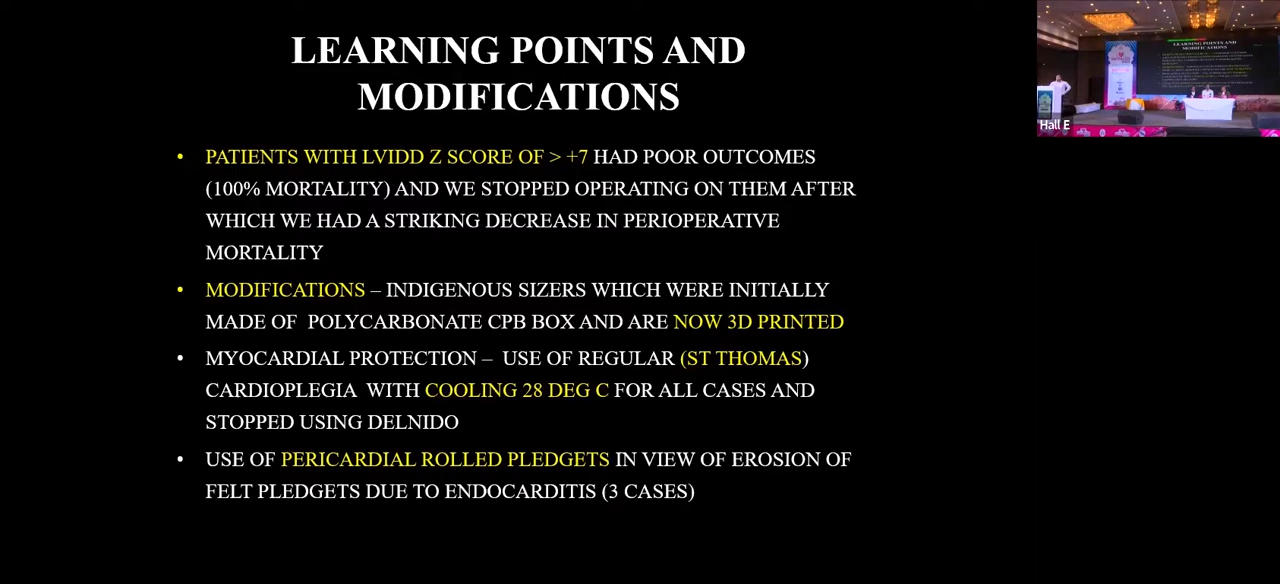 LEARNING POINTS AND
MODIFICATIONS
• PATIENTS WITH LVIDD Z SCORE OF > +7 HAD POOR OUTCOMES
(100% MORTALITY) AND WE STOPPED OPERATING ON THEM AFTER
WHICH WE HAD A STRIKING DECREASE IN PERIOPERATIVE
MORTALITY
• MODIFICATIONS – INDIGENOUS SIZERS WHICH WERE INITIALLY
MADE OF POLYCARBONATE CPB BOX AND ARE NOW 3D PRINTED
• MYOCARDIAL PROTECTION – USE OF REGULAR (ST THOMAS)
CARDIOPLEGIA WITH COOLING 28 DEG C FOR ALL CASES AND
STOPPED USING DELNIDO
• USE OF PERICARDIAL ROLLED PLEDGETS IN VIEW OF EROSION OF
FELT PLEDGETS DUE TO ENDOCARDITIS (3 CASES)
LEARNING POINTS AND
MODIFICATIONS
Hall E